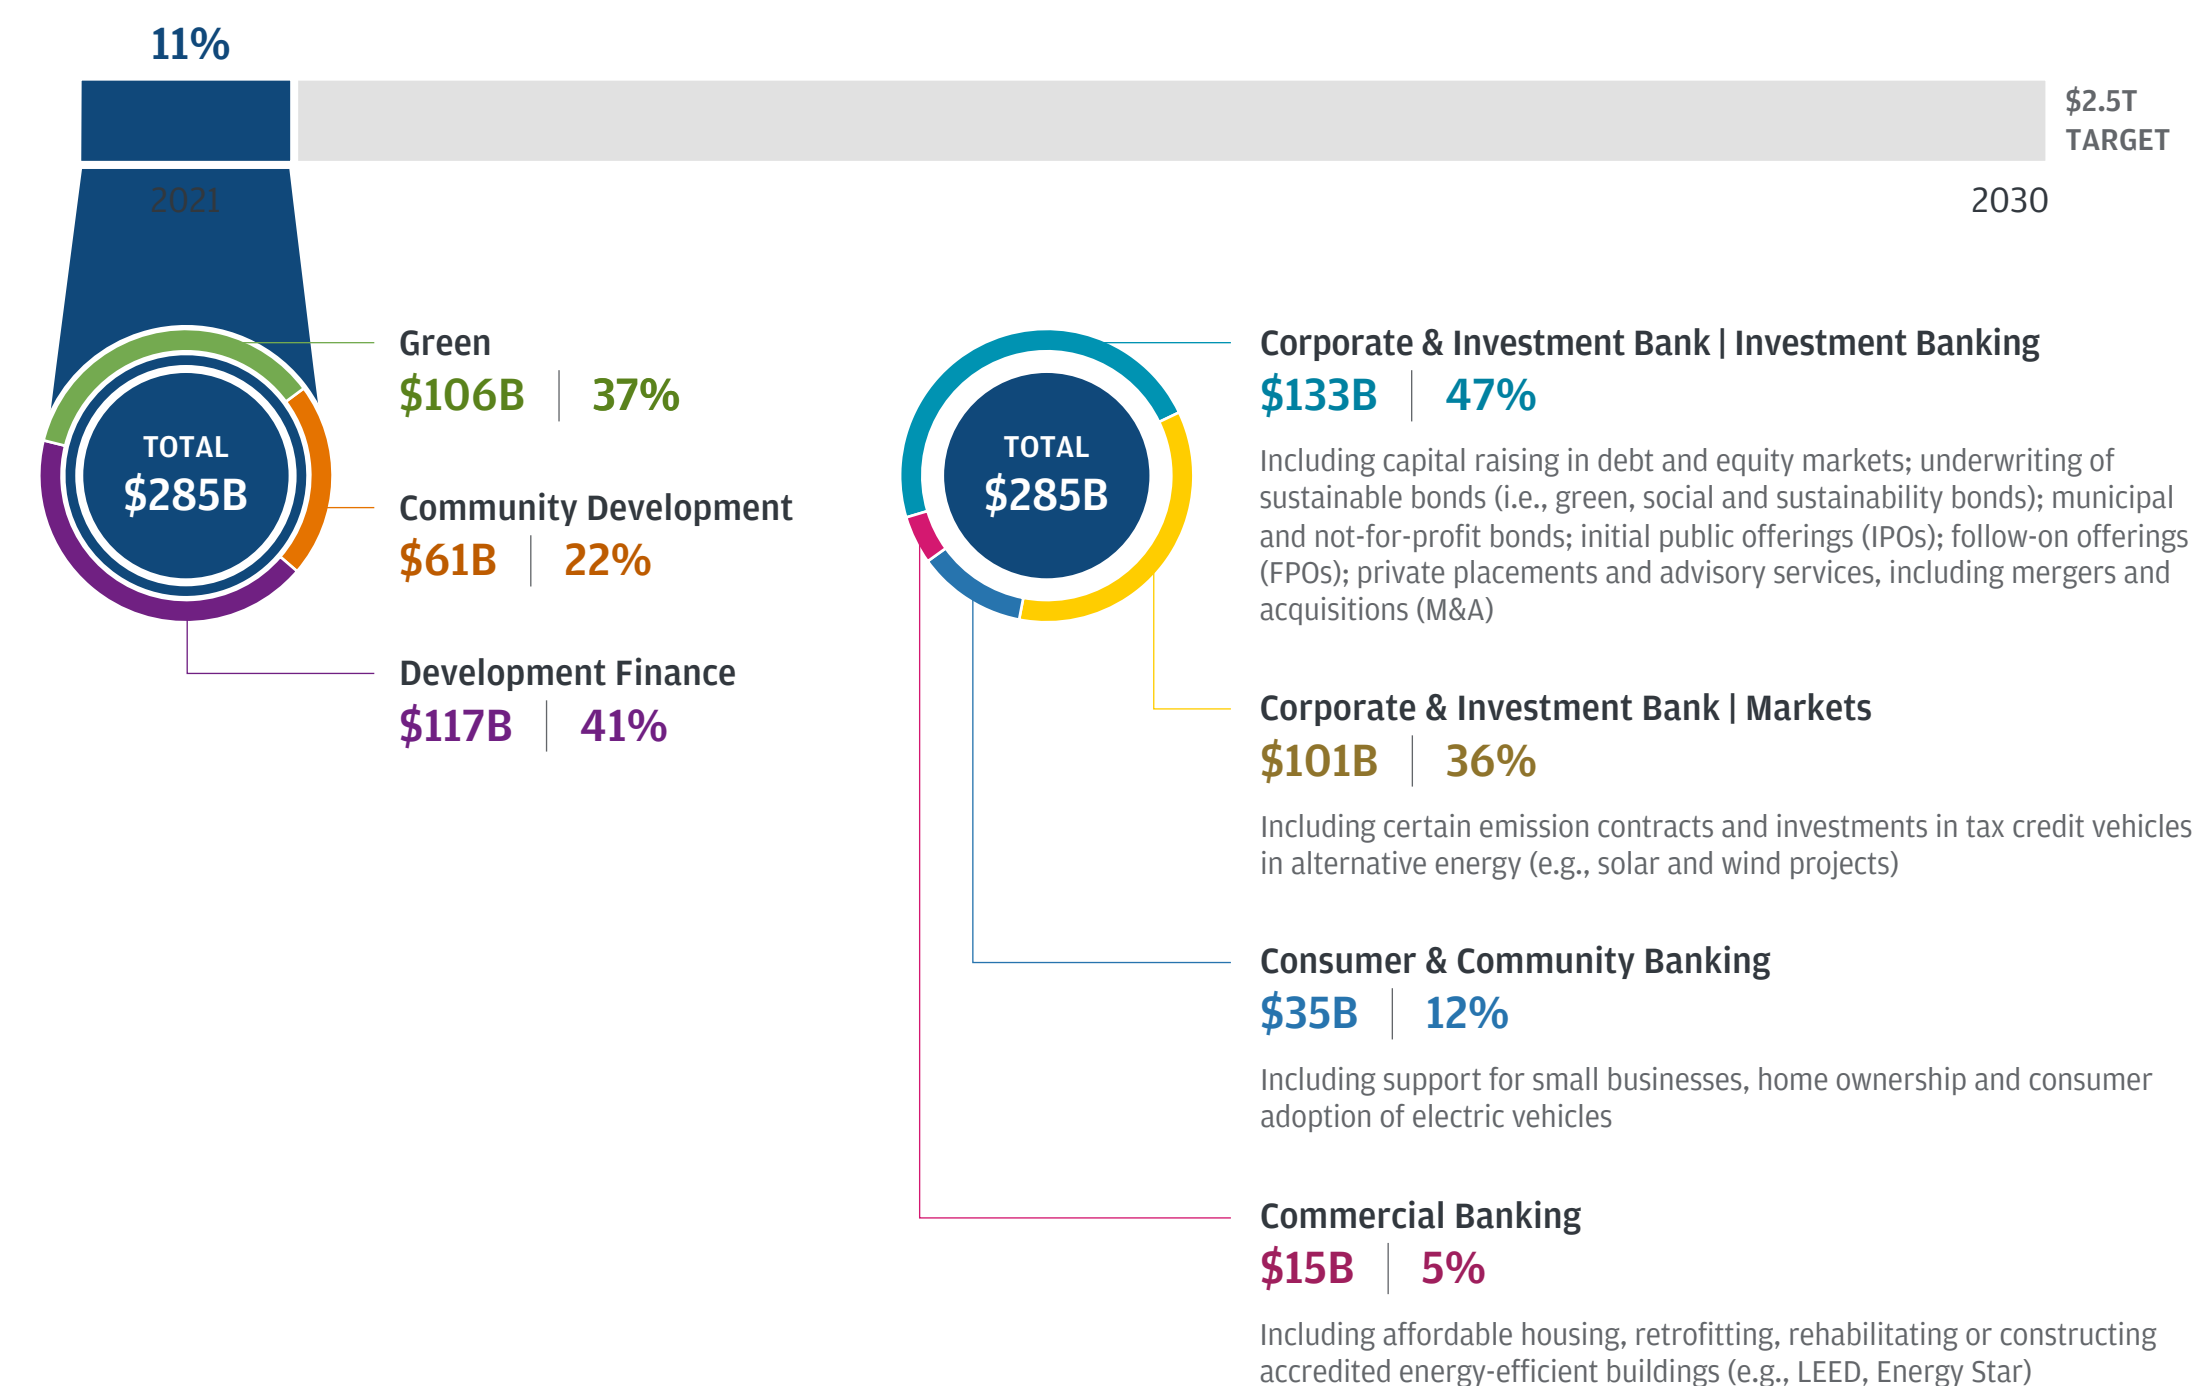 11%
$2.5T
TARGET
2021
2030
TOTAL
$285B
Green
$106B | 37%
Community Development
$61B | 22%
Development Finance
$117B | 41%
TOTAL
$285B
Corporate & Investment Bank | Investment Banking
$133B | 47%
Including capital raising in debt and equity markets; underwriting of
sustainable bonds (i.e., green, social and sustainability bonds); municipal
and not-for-profit bonds; initial public offerings (IPOs); follow-on offerings
(FPOs); private placements and advisory services, including mergers and
acquisitions (M&A)
Corporate & Investment Bank | Markets
$101B | 36%
Including certain emission contracts and investments in tax credit vehicles
in alternative energy (e.g., solar and wind projects)
Consumer & Community Banking
$35B | 12%
Including support for small businesses, home ownership and consumer
adoption of electric vehicles
Commercial Banking
$15B | 5%
Including affordable housing, retrofitting, rehabilitating or constructing
accredited energy-efficient buildings (e.g., LEED, Energy Star)